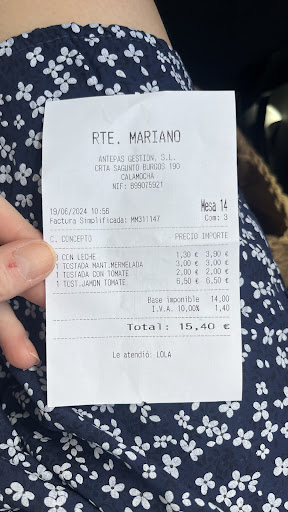 RTE. MARIANO
ANTEPAS GESTION, S.L.
CRTA SAGUNTO BURGOS 190
CALAMOCHA
NIF: B99075921
19/06/2024 10:56 Mesa 14
Factura Simplificada: MM311147 Com: 3
C. CONCEPTO PRECIO IMPORTE
3 CON LECHE 1,30 € 3,90 €
1 TOSTADA MANT.MERMELADA 3,00 € 3,00 €
1 TOSTADA CON TOMATE 2,00 € 2,00 €
1 TOST.JAMON TOMATE 6,50 € 6,50 €
Base imponible 14,00
I.V.A. 10,00% 1,40
Total: 15,40 €
Le atendió: LOLA